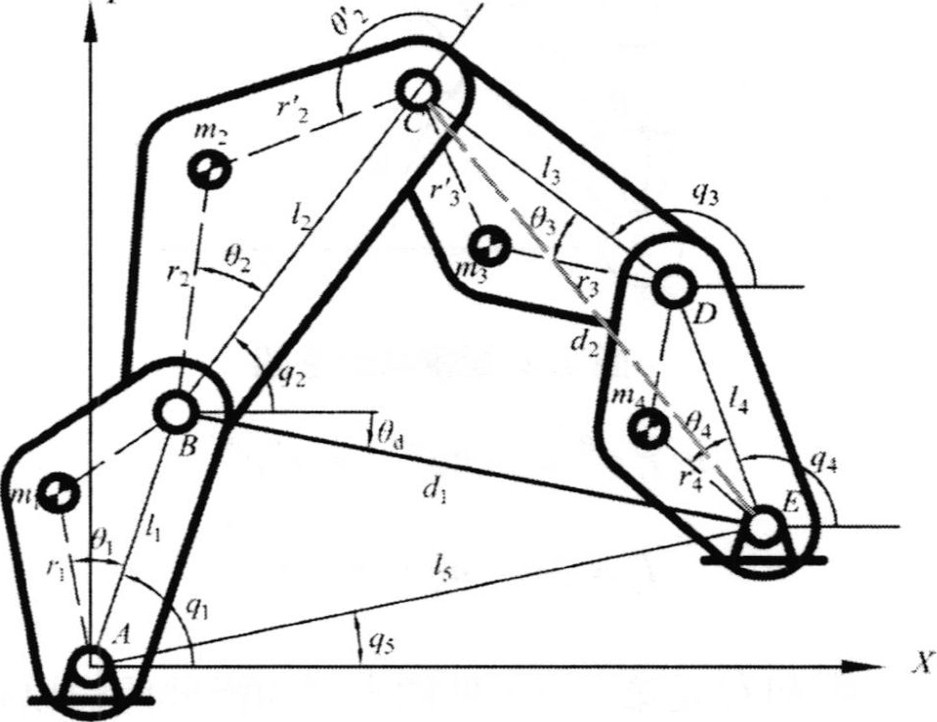 θ'₂
r'₂
C
m₂
l₃
q₃
r'₃
θ₃
l₂
m₃
r₂
θ₂
r₃
D
d₂
q₂
m₄
l₄
B
θd
θ₄
q₄
d₁
r₄
m₁
E
θ₁
l₁
r₁
l₅
q₁
A
q₅
X